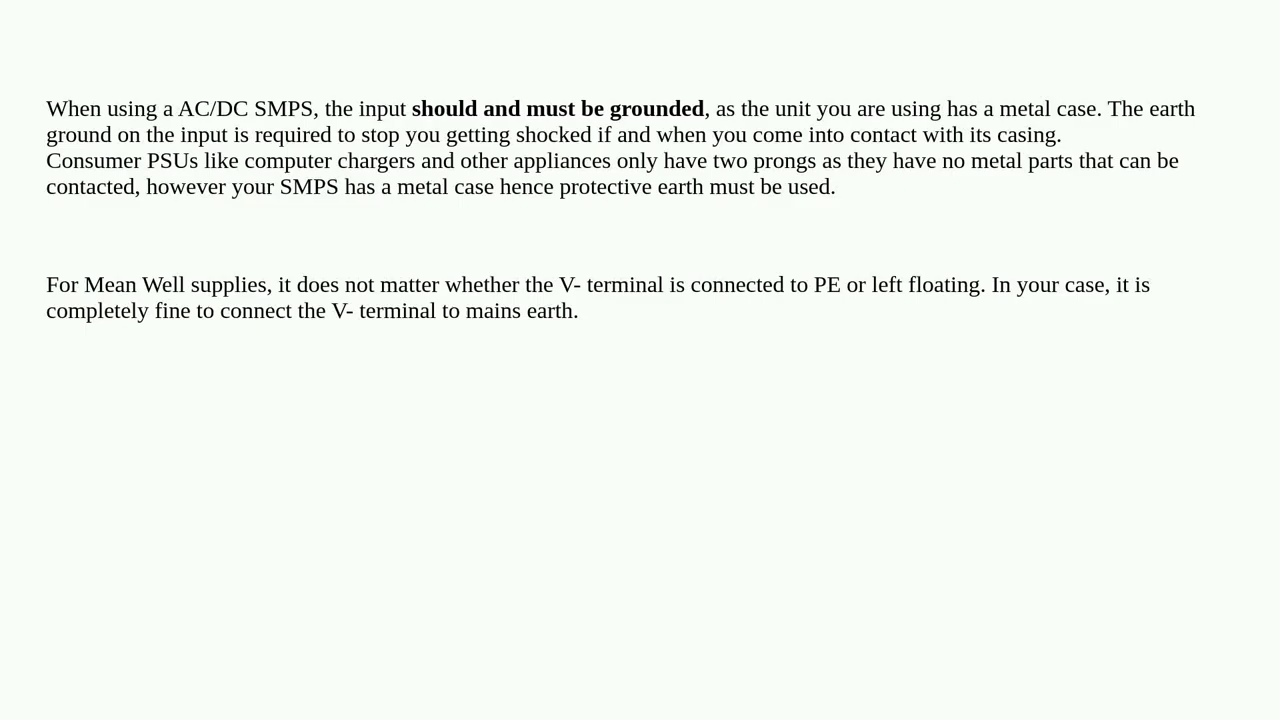 When using a AC/DC SMPS, the input should and must be grounded, as the unit you are using has a metal case. The earth
ground on the input is required to stop you getting shocked if and when you come into contact with its casing.
Consumer PSUs like computer chargers and other appliances only have two prongs as they have no metal parts that can be
contacted, however your SMPS has a metal case hence protective earth must be used.
For Mean Well supplies, it does not matter whether the V- terminal is connected to PE or left floating. In your case, it is
completely fine to connect the V- terminal to mains earth.